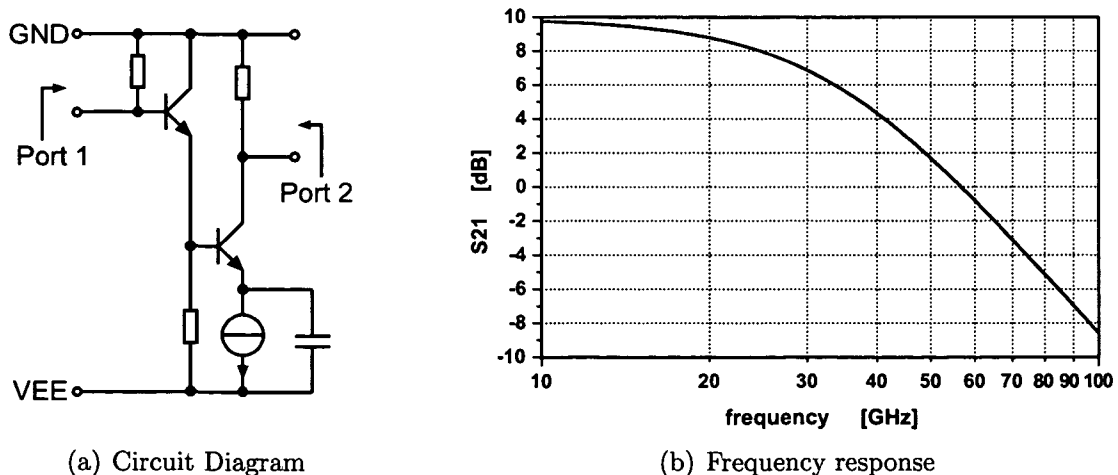 GND
Port 1
Port 2
VEE
(a) Circuit Diagram
10
8
6
4
2
0
-2
-4
-6
-8
-10
S21 [dB]
10 20 30 40 50 60 70 80 90 100
frequency [GHz]
(b) Frequency response